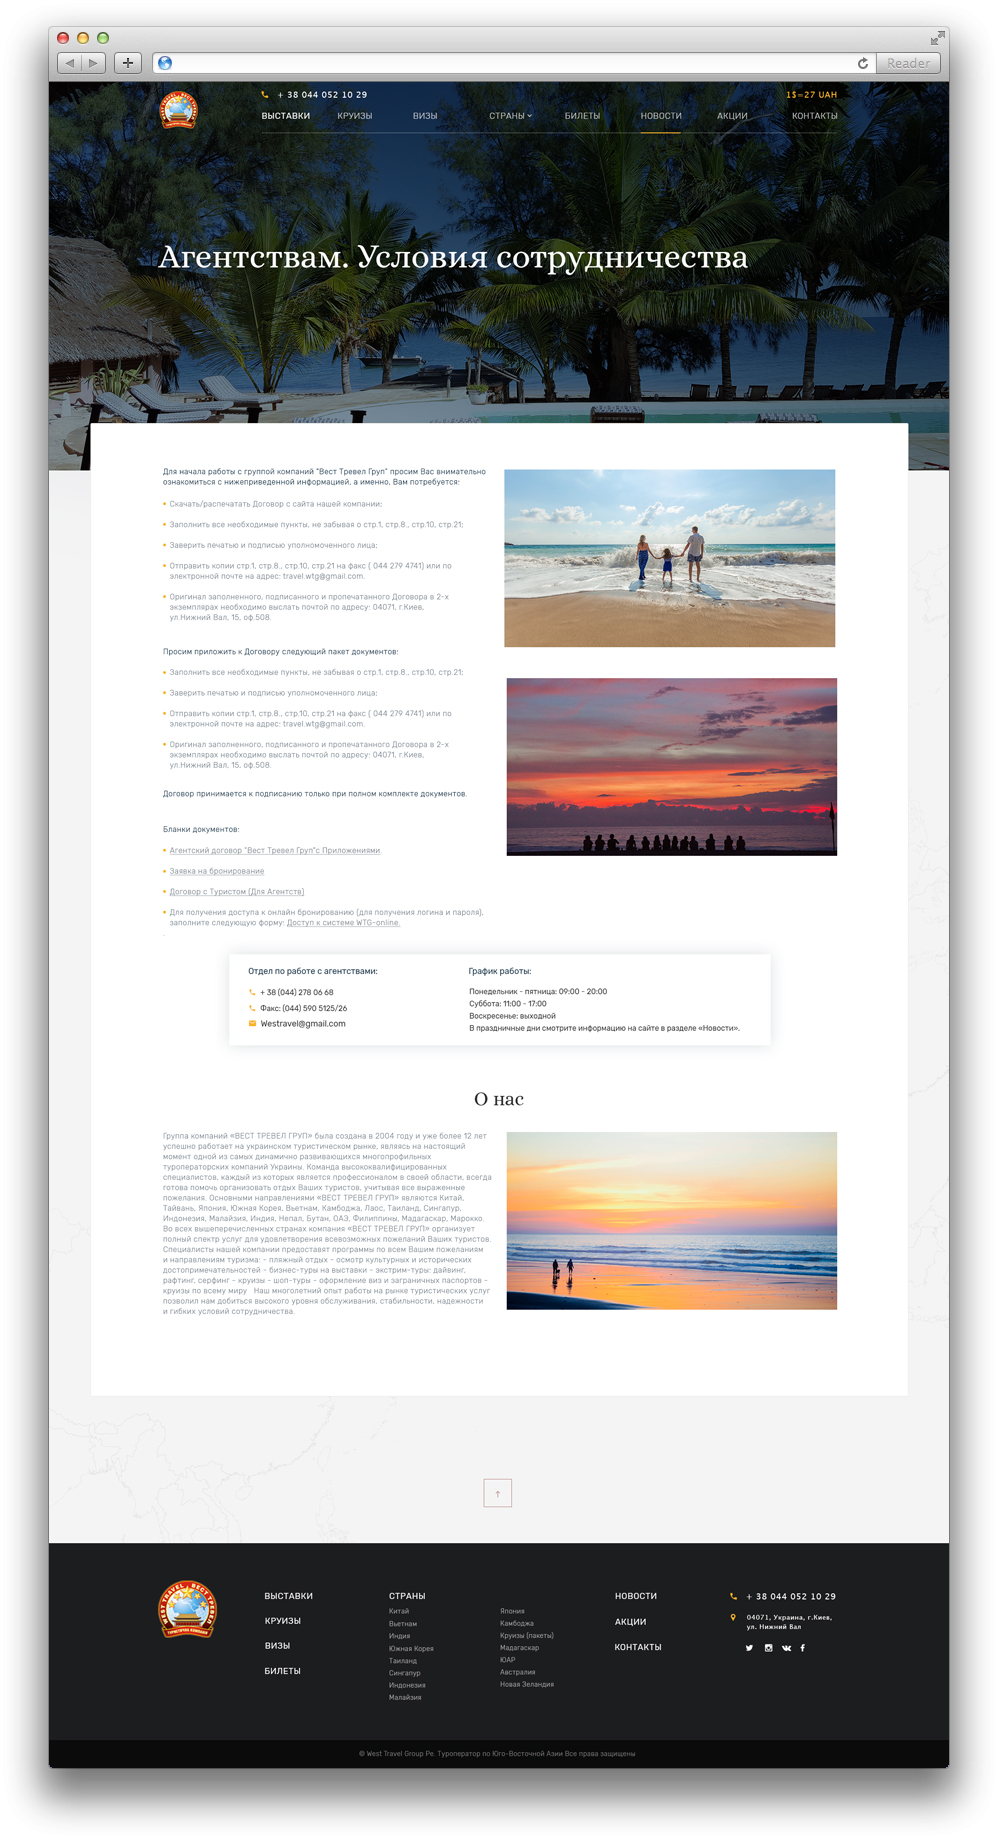 Reader
+ 38 044 052 10 29
1$=27 UAH
ВЫСТАВКИ
КРУИЗЫ
ВИЗЫ
СТРАНЫ
БИЛЕТЫ
НОВОСТИ
АКЦИИ
КОНТАКТЫ
Агентствам. Условия сотрудничества
Для начала работы с группой компаний "Вест Тревел Груп" просим Вас внимательно
ознакомиться с нижеприведенной информацией, а именно, Вам потребуется:
Скачать/распечатать Договор с сайта нашей компании;
Заполнить все необходимые пункты, не забывая о стр.1, стр.8., стр.10, стр.21;
Заверить печатью и подписью уполномоченного лица;
Отправить копии стр.1, стр.8., стр.10, стр.21 на факс ( 044 279 4741) или по
электронной почте на адрес: travel.wtg@gmail.com.
Оригинал заполненного, подписанного и пропечатанного Договора в 2-х
экземплярах необходимо выслать почтой по адресу: 04071, г.Киев,
ул.Нижний Вал, 15, оф.508.
Просим приложить к Договору следующий пакет документов:
Заполнить все необходимые пункты, не забывая о стр.1, стр.8., стр.10, стр.21;
Заверить печатью и подписью уполномоченного лица;
Отправить копии стр.1, стр.8., стр.10, стр.21 на факс ( 044 279 4741) или по
электронной почте на адрес: travel.wtg@gmail.com.
Оригинал заполненного, подписанного и пропечатанного Договора в 2-х
экземплярах необходимо выслать почтой по адресу: 04071, г.Киев,
ул.Нижний Вал, 15, оф.508.
Договор принимается к подписанию только при полном комплекте документов.
Бланки документов:
Агентский договор "Вест Тревел Груп"с Приложениями.
Заявка на бронирование
Договор с Туристом (Для Агентств)
Для получения доступа к онлайн бронированию (для получения логина и пароля),
заполните следующую форму: Доступ к системе WTG-online.
Отдел по работе с агентствами:
+ 38 (044) 278 06 68
Факс: (044) 590 5125/26
Westravel@gmail.com
График работы:
Понедельник - пятница: 09:00 - 20:00
Суббота: 11:00 - 17:00
Воскресенье: выходной
В праздничные дни смотрите информацию на сайте в разделе «Новости».
О нас
Группа компаний «ВЕСТ ТРЕВЕЛ ГРУП» была создана в 2004 году и уже более 12 лет
успешно работает на украинском туристическом рынке, являясь на настоящий
момент одной из самых динамично развивающихся многопрофильных
туроператорских компаний Украины. Команда высококвалифицированных
специалистов, каждый из которых является профессионалом в своей области, всегда
готова помочь организовать отдых Ваших туристов, учитывая все выраженные
пожелания. Основными направлениями «ВЕСТ ТРЕВЕЛ ГРУП» являются Китай,
Тайвань, Япония, Южная Корея, Вьетнам, Камбоджа, Лаос, Таиланд, Сингапур,
Индонезия, Малайзия, Индия, Непал, Бутан, ОАЭ, Филиппины, Мадагаскар, Марокко.
Во всех вышеперечисленных странах компания «ВЕСТ ТРЕВЕЛ ГРУП» организует
полный спектр услуг для удовлетворения всевозможных пожеланий Ваших туристов.
Специалисты нашей компании предоставят программы по всем Вашим пожеланиям
и направлениям туризма: - пляжный отдых - осмотр культурных и исторических
достопримечательностей - бизнес-туры на выставки - экстрим-туры: дайвинг,
рафтинг, серфинг - круизы - шоп-туры - оформление виз и заграничных паспортов -
круизы по всему миру Наш многолетний опыт работы на рынке туристических услуг
позволил нам добиться высокого уровня обслуживания, стабильности, надежности
и гибких условий сотрудничества.
WEST TRAVEL ВЕСТ ТРЕВЕЛ
ТУРИСТИЧНА КОМПАНІЯ
ВЫСТАВКИ
КРУИЗЫ
ВИЗЫ
БИЛЕТЫ
СТРАНЫ
Китай
Вьетнам
Индия
Южная Корея
Таиланд
Сингапур
Индонезия
Малайзия
Япония
Камбоджа
Круизы (пакеты)
Мадагаскар
ЮАР
Австралия
Новая Зеландия
НОВОСТИ
АКЦИИ
КОНТАКТЫ
+ 38 044 052 10 29
04071, Украина, г.Киев,
ул. Нижний Вал
© West Travel Group Pe. Туроператор по Юго-Восточной Азии Все права защищены